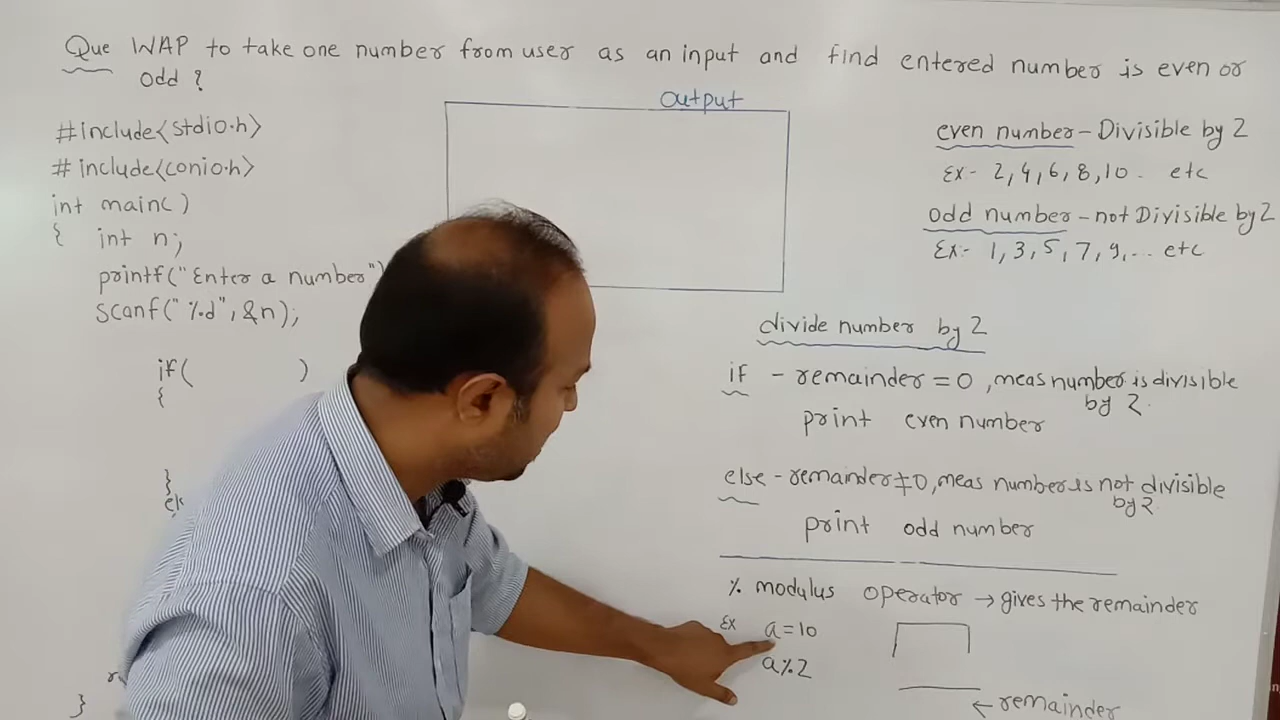 Que WAP to take one number from user as an input and find entered number is even or
odd ?
#include<stdio.h>
#include<conio.h>
int main()
{ int n;
printf("Enter a number")
scanf("%d",&n);
if( )
{
}
}
output
even number - Divisible by 2
Ex- 2,4,6,8,10. etc
odd number - not Divisible by 2
Ex- 1,3,5,7,9,... etc
divide number by 2
if - remainder = 0, meas number is divisible
by 2.
print even number
else - remainder ≠ 0, meas number is not divisible
by 2
print odd number
% modulus operator → gives the remainder
Ex a=10
a%2
← remainder